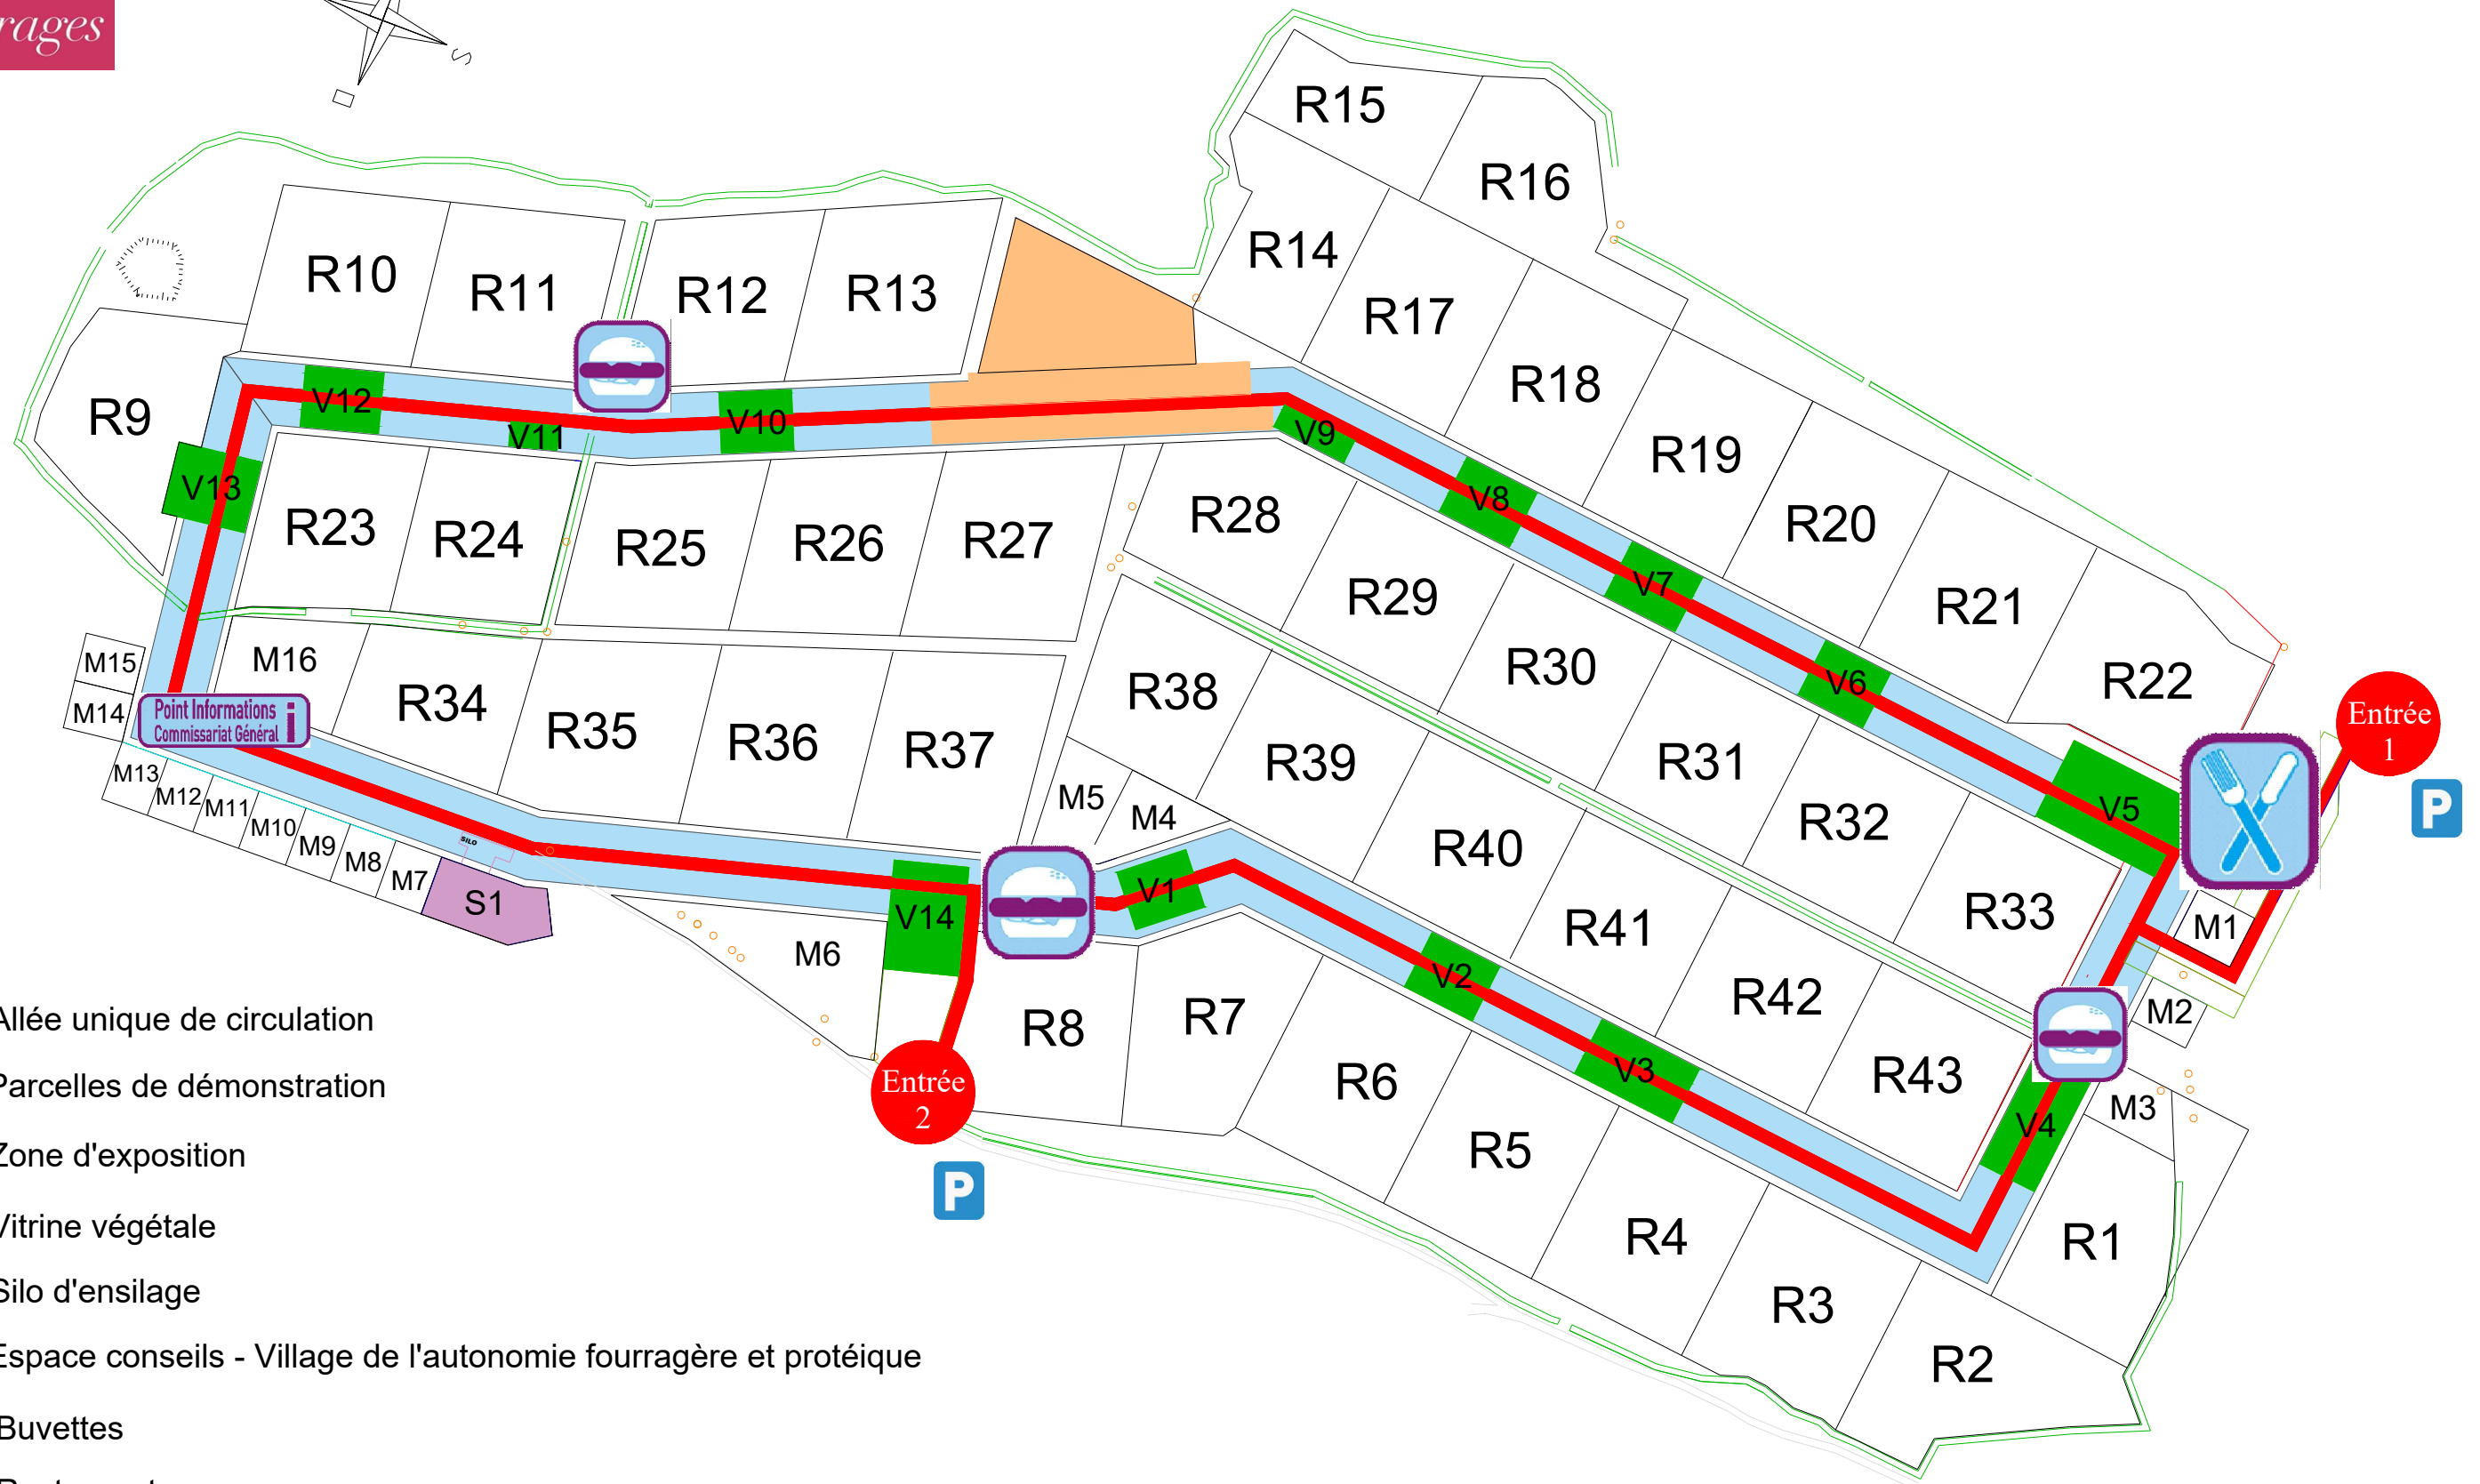 rages
S
R15
R16
R14
R10
R11
R12
R13
R17
R18
R9
V12
V11
V10
V9
R19
V8
V13
R23
R24
R25
R26
R27
R28
R20
V7
R29
R21
M15
M16
R30
V6
R22
M14
Point Informations
Commissariat Général i
R34
R35
R36
R37
R38
R39
R31
Entrée
1
M13
M12
M11
M10
M9
M8
M7
SILO
S1
M5
M4
R40
R32
V5
P
V14
V1
R41
R33
M1
M6
V2
R42
M2
R8
R7
V3
R43
M3
V4
Entrée
2
R6
R5
R4
R3
R2
R1
P
Allée unique de circulation
Parcelles de démonstration
Zone d'exposition
Vitrine végétale
Silo d'ensilage
Espace conseils - Village de l'autonomie fourragère et protéique
Buvettes